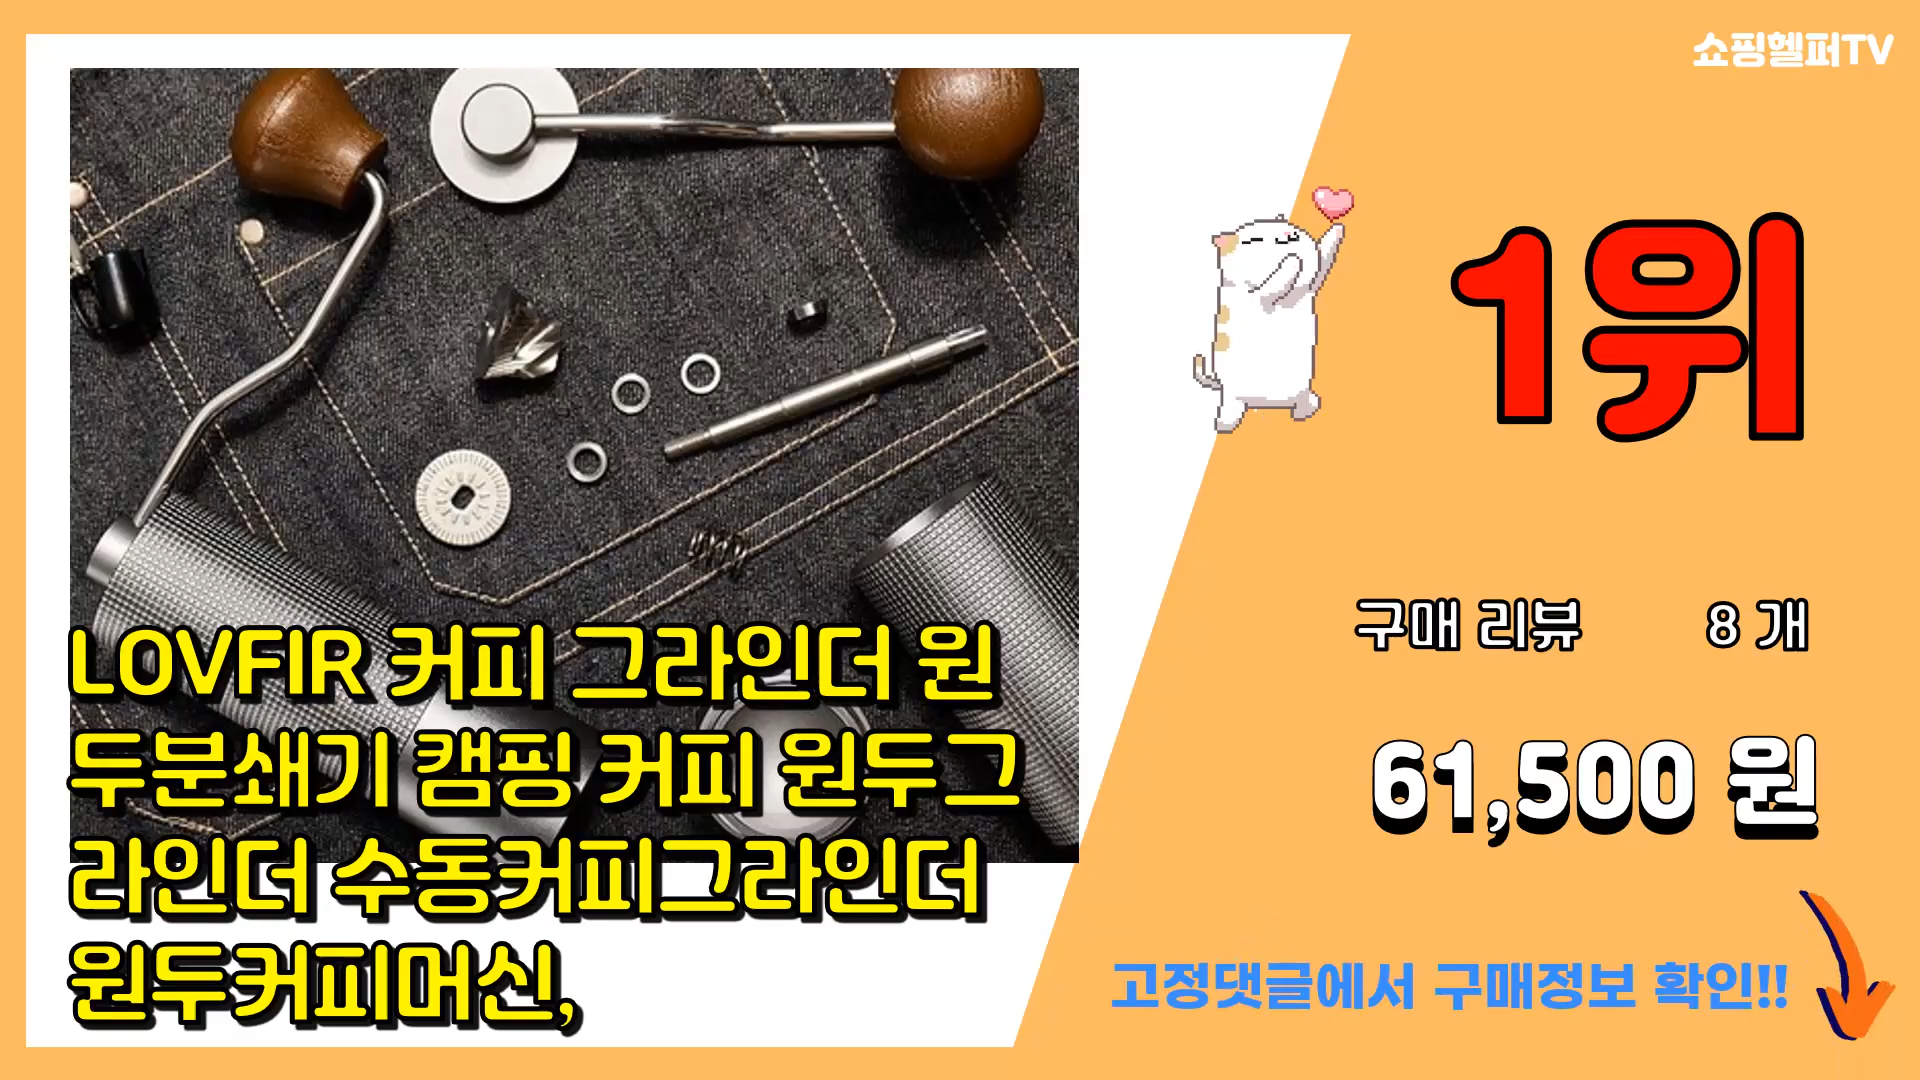 쇼핑헬퍼TV
1위
구매 리뷰 8 개
61,500 원
LOVFIR 커피 그라인더 원
두분쇄기 캠핑 커피 원두그
라인더 수동커피그라인더
원두커피머신,
고정댓글에서 구매정보 확인!!